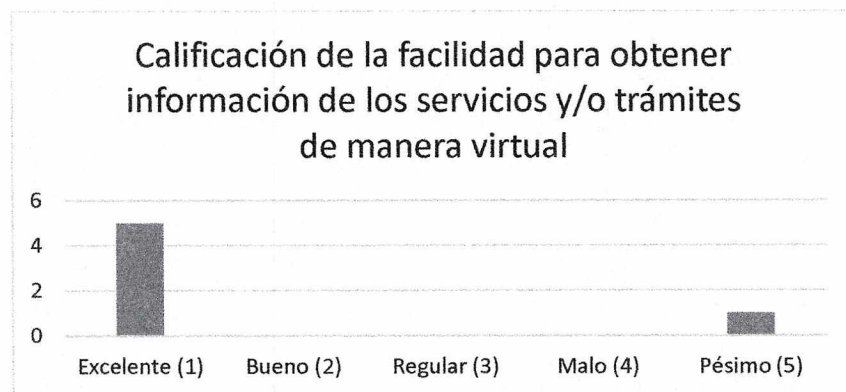 Calificación de la facilidad para obtener
información de los servicios y/o trámites
de manera virtual
6
4
2
0
Excelente (1) Bueno (2) Regular (3) Malo (4) Pésimo (5)